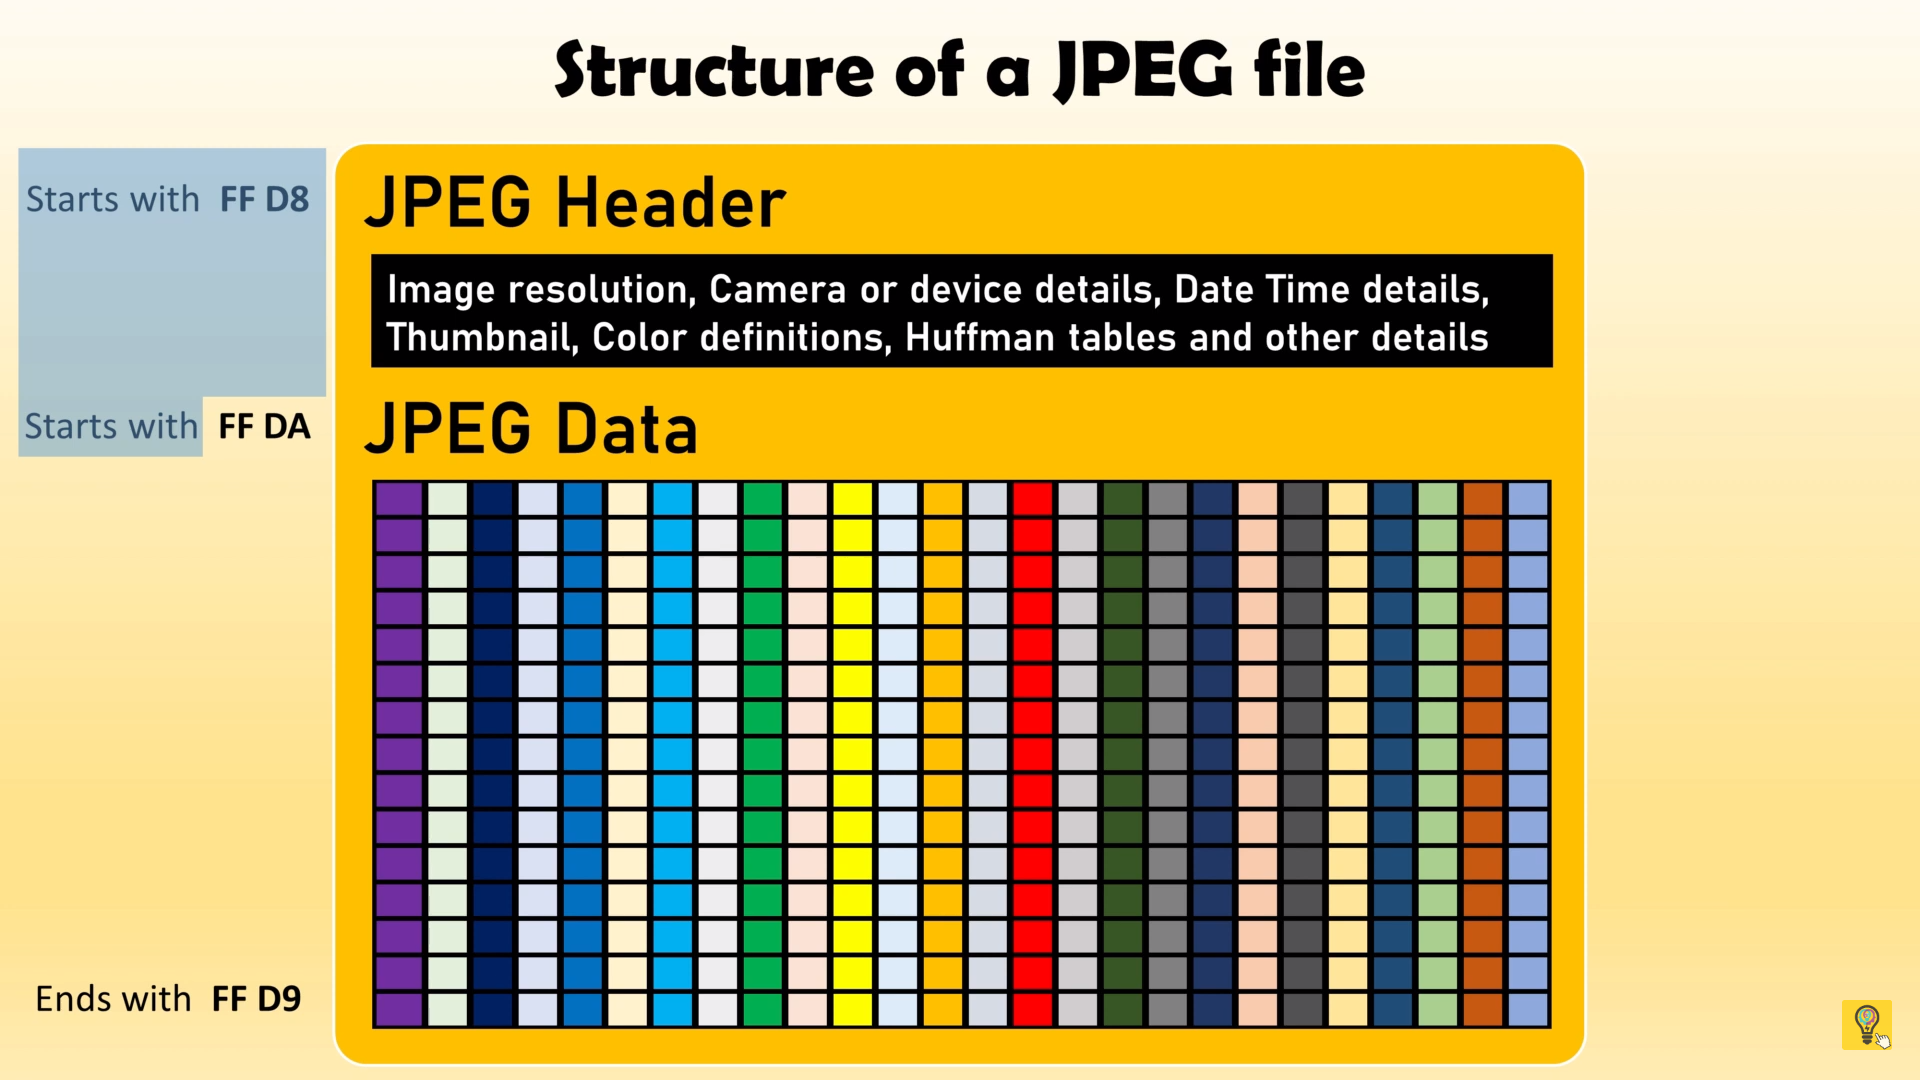 Structure of a JPEG file
Starts with FF D8
JPEG Header
Image resolution, Camera or device details, Date Time details,
Thumbnail, Color definitions, Huffman tables and other details
Starts with FF DA
JPEG Data
Ends with FF D9